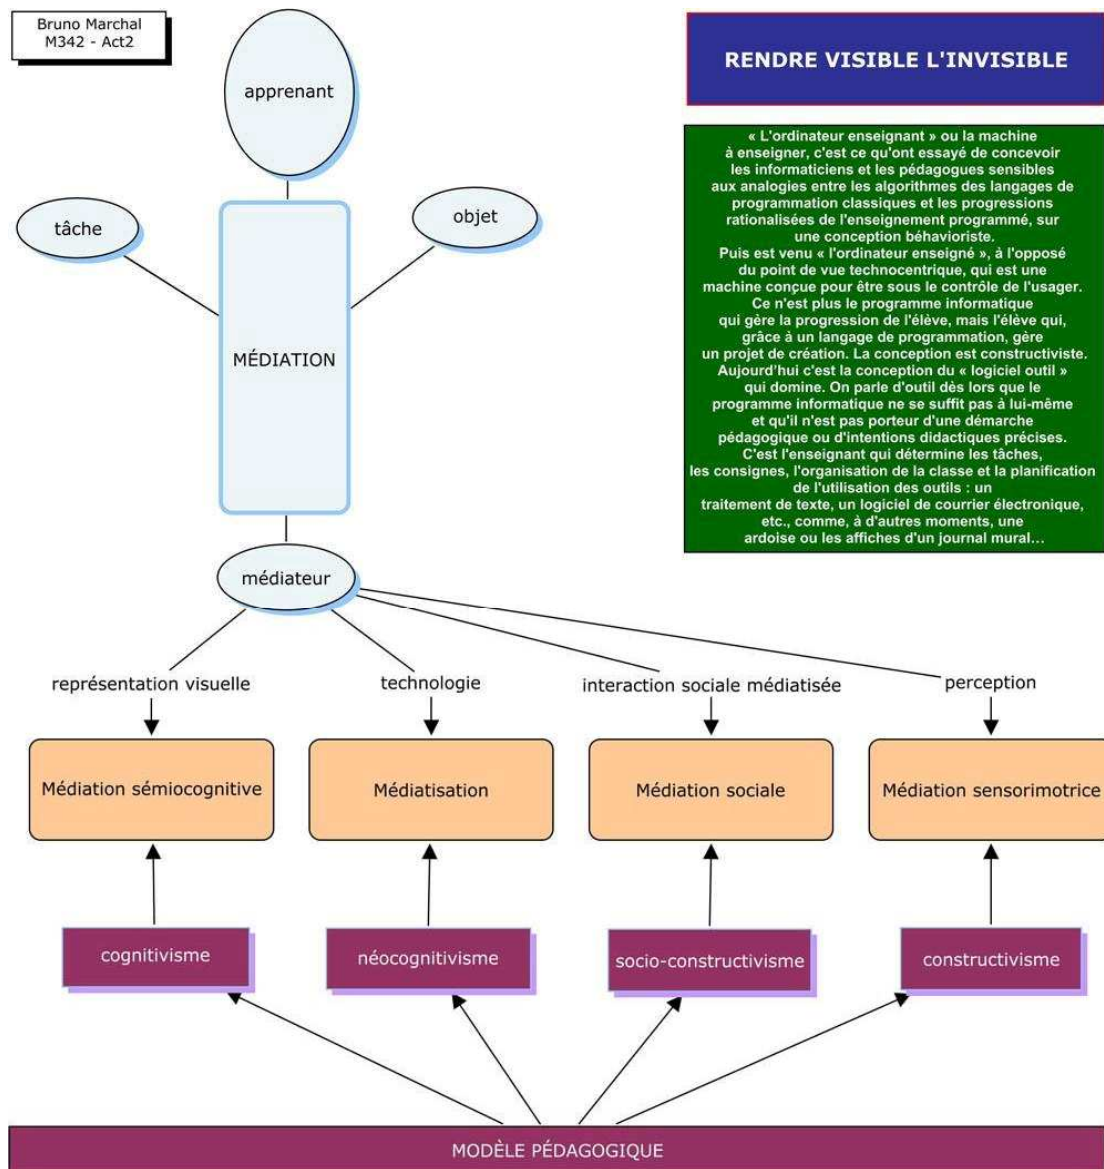 Bruno Marchal
M342 - Act2
apprenant
RENDRE VISIBLE L'INVISIBLE
« L'ordinateur enseignant » ou la machine
à enseigner, c'est ce qu'ont essayé de concevoir
les informaticiens et les pédagogues sensibles
aux analogies entre les algorithmes des langages de
programmation classiques et les progressions
rationalisées de l'enseignement programmé, sur
une conception béhavioriste.
Puis est venu « l'ordinateur enseigné », à l'opposé
du point de vue technocentrique, qui est une
machine conçue pour être sous le contrôle de l'usager.
Ce n'est plus le programme informatique
qui gère la progression de l'élève, mais l'élève qui,
grâce à un langage de programmation, gère
un projet de création. La conception est constructiviste.
Aujourd'hui c'est la conception du « logiciel outil »
qui domine. On parle d'outil dès lors que le
programme informatique ne se suffit pas à lui-même
et qu'il n'est pas porteur d'une démarche
pédagogique ou d'intentions didactiques précises.
C'est l'enseignant qui détermine les tâches,
les consignes, l'organisation de la classe et la planification
de l'utilisation des outils : un
traitement de texte, un logiciel de courrier électronique,
etc., comme, à d'autres moments, une
ardoise ou les affiches d'un journal mural…
tâche
objet
MÉDIATION
médiateur
représentation visuelle
technologie
interaction sociale médiatisée
perception
Médiation sémiocognitive
Médiatisation
Médiation sociale
Médiation sensorimotrice
cognitivisme
néocognitivisme
socio-constructivisme
constructivisme
MODÈLE PÉDAGOGIQUE